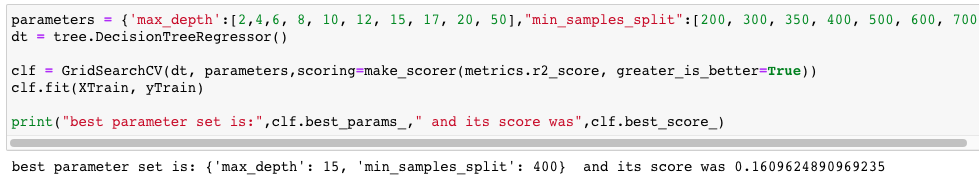 parameters = {'max_depth':[2,4,6, 8, 10, 12, 15, 17, 20, 50],"min_samples_split":[200, 300, 350, 400, 500, 600, 700
dt = tree.DecisionTreeRegressor()
clf = GridSearchCV(dt, parameters,scoring=make_scorer(metrics.r2_score, greater_is_better=True))
clf.fit(XTrain, yTrain)
print("best parameter set is:",clf.best_params_," and its score was",clf.best_score_)
best parameter set is: {'max_depth': 15, 'min_samples_split': 400}  and its score was 0.1609624890969235